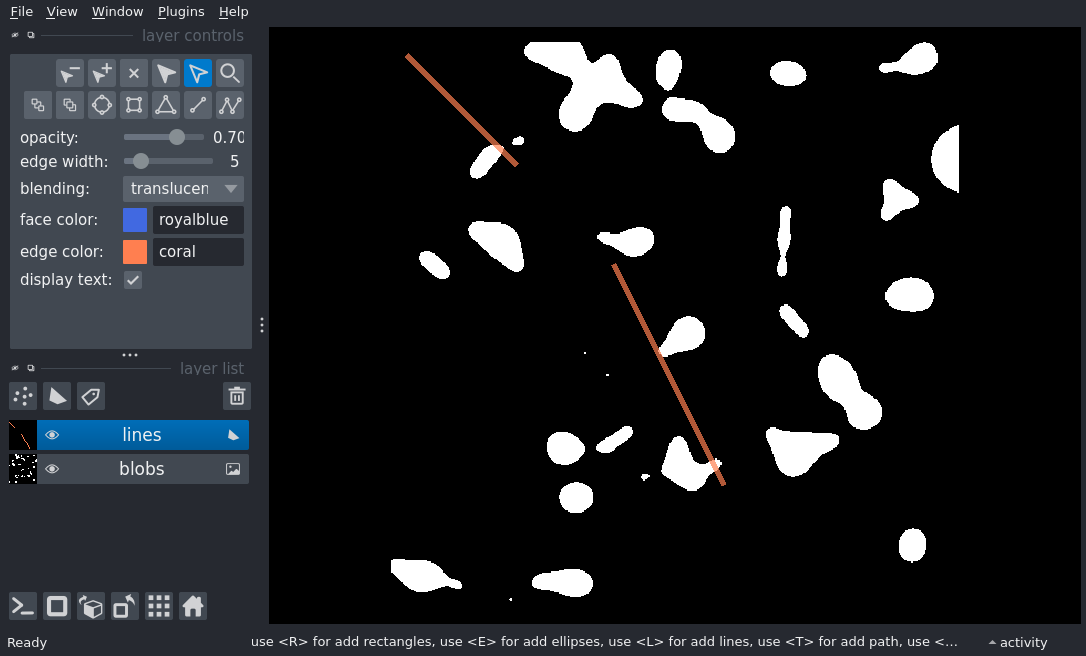 File View Window Plugins Help
layer controls
opacity: 0.70
edge width: 5
blending: translucen
face color: royalblue
edge color: coral
display text:
layer list
lines
blobs
Ready use <R> for add rectangles, use <E> for add ellipses, use <L> for add lines, use <T> for add path, use <... activity